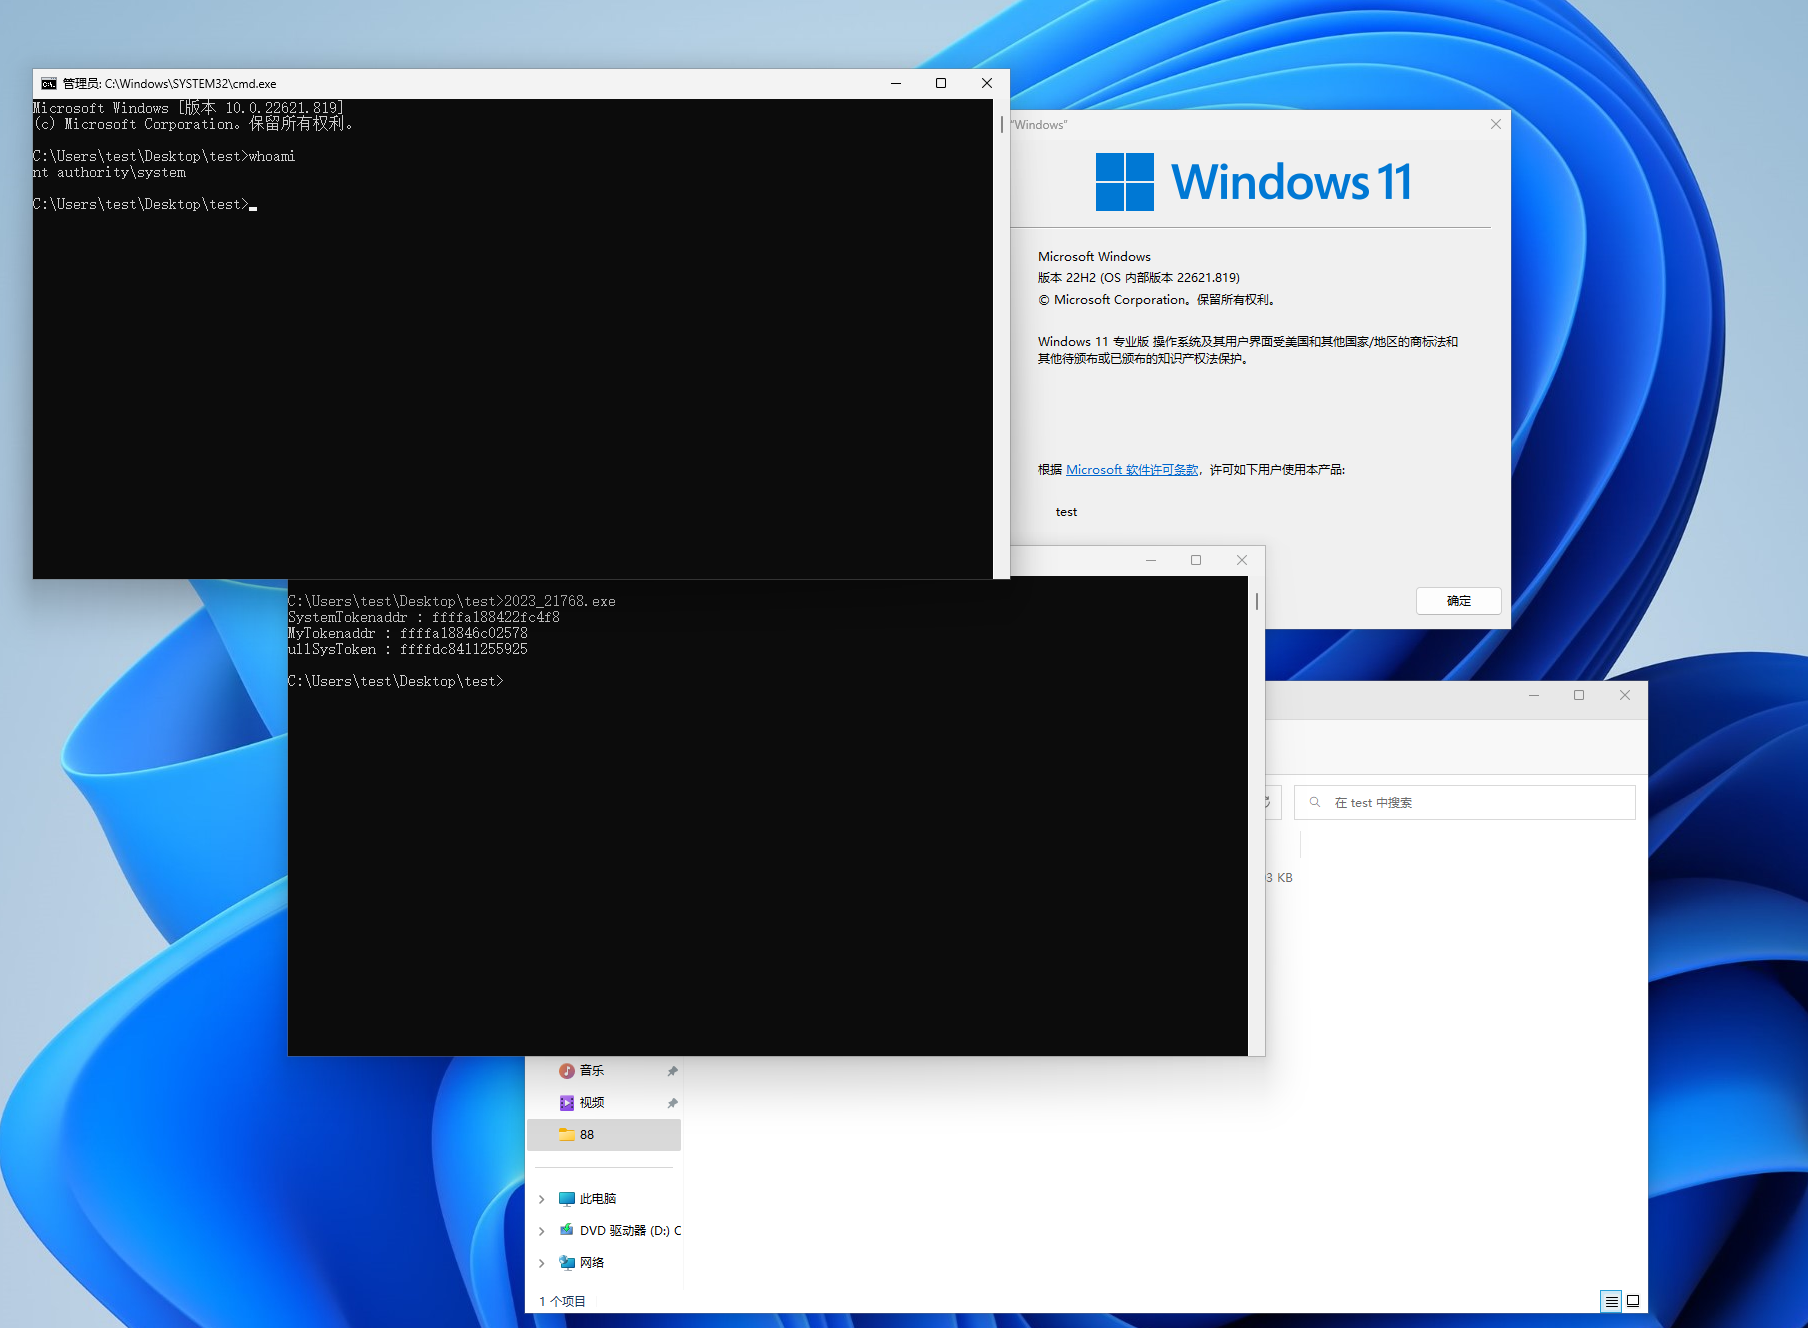 管理员: C:\Windows\SYSTEM32\cmd.exe
Microsoft Windows [版本 10.0.22621.819]
(c) Microsoft Corporation。保留所有权利。
C:\Users\test\Desktop\test>whoami
nt authority\system
C:\Users\test\Desktop\test>
"Windows"
Windows 11
Microsoft Windows
版本 22H2 (OS 内部版本 22621.819)
© Microsoft Corporation。保留所有权利。
Windows 11 专业版 操作系统及其用户界面受美国和其他国家/地区的商标法和
其他待颁布或已颁布的知识产权法保护。
根据 Microsoft 软件许可条款，许可如下用户使用本产品:
test
确定
C:\Users\test\Desktop\test>2023_21768.exe
SystemTokenaddr : ffffa188422fc4f8
MyTokenaddr : ffffa18846c02578
ullSysToken : ffffdc8411255925
C:\Users\test\Desktop\test>
在 test 中搜索
3 KB
音乐
视频
88
此电脑
DVD 驱动器 (D:) C
网络
1 个项目